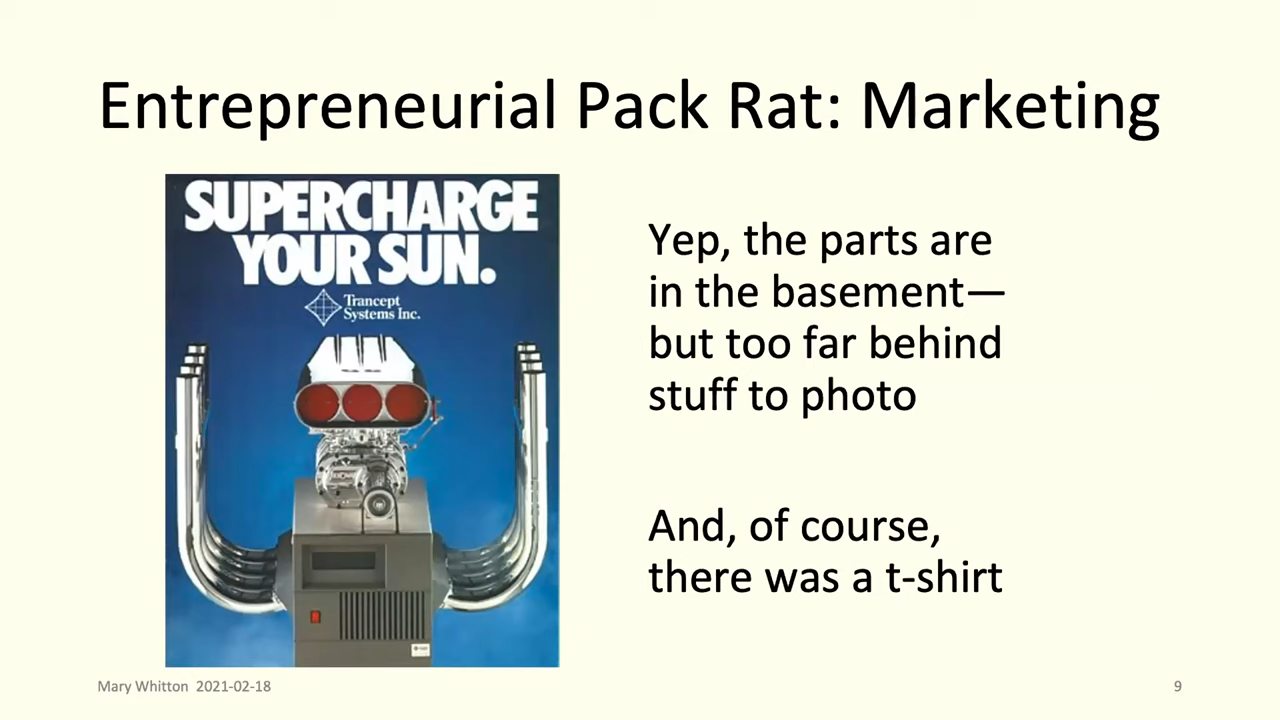 Entrepreneurial Pack Rat: Marketing
SUPERCHARGE
YOUR SUN.
Trancept
Systems Inc.
Yep, the parts are
in the basement—
but too far behind
stuff to photo
And, of course,
there was a t-shirt
Mary Whitton 2021-02-18
9